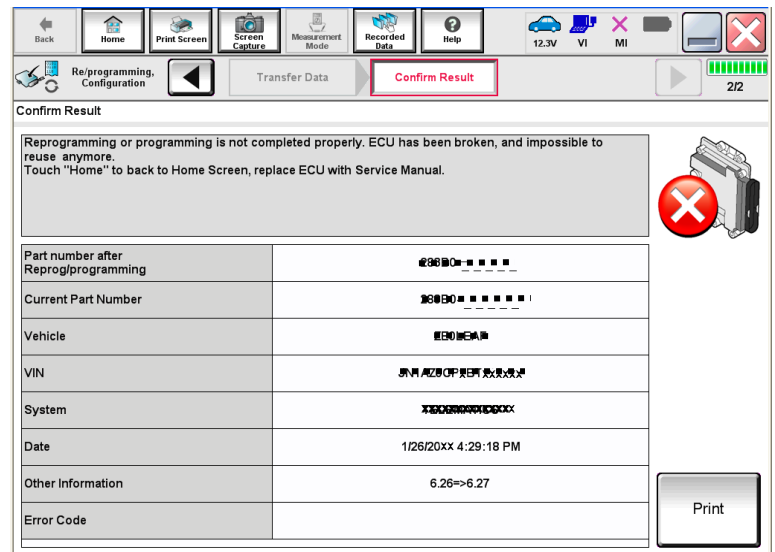 Back
Home
Print Screen
Screen
Capture
Measurement
Mode
Recorded
Data
Help
12.3V
VI
MI
Re/programming,
Configuration
Transfer Data
Confirm Result
2/2
Confirm Result
Reprogramming or programming is not completed properly. ECU has been broken, and impossible to
reuse anymore.
Touch "Home" to back to Home Screen, replace ECU with Service Manual.
Part number after
Reprog/programming
Current Part Number
Vehicle
VIN
System
Date
1/26/20xx 4:29:18 PM
Other Information
6.26=>6.27
Error Code
Print